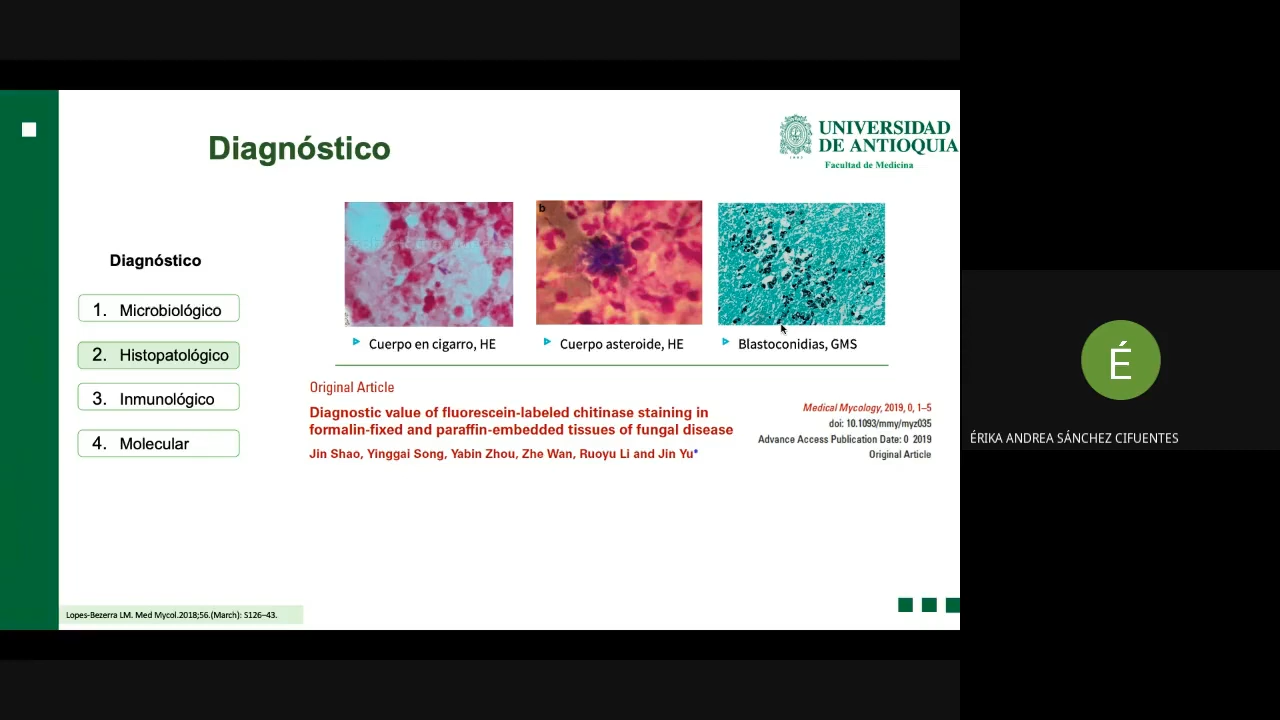 Diagnóstico
UNIVERSIDAD
DE ANTIOQUIA
1803
Facultad de Medicina
Diagnóstico
1. Microbiológico
2. Histopatológico
3. Inmunológico
4. Molecular
b
Cuerpo en cigarro, HE
Cuerpo asteroide, HE
Blastoconidias, GMS
Original Article
Diagnostic value of fluorescein-labeled chitinase staining in
formalin-fixed and paraffin-embedded tissues of fungal disease
Jin Shao, Yinggai Song, Yabin Zhou, Zhe Wan, Ruoyu Li and Jin Yu*
Medical Mycology, 2019, 0, 1–5
doi: 10.1093/mmy/myz035
Advance Access Publication Date: 0 2019
Original Article
Lopes-Bezerra LM. Med Mycol.2018;56.(March): S126–43.
É
ÉRIKA ANDREA SÁNCHEZ CIFUENTES